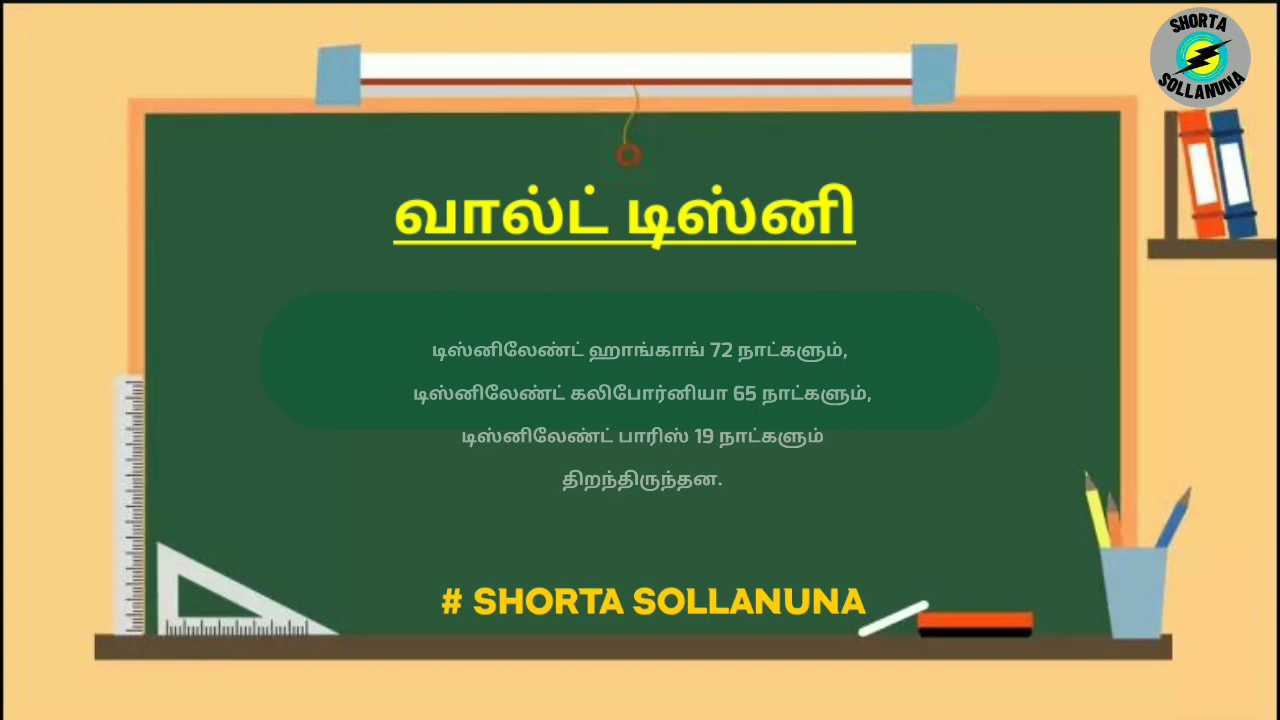 SHORTA
SOLLANUNA
வால்ட் டிஸ்னி
டிஸ்னிலேண்ட் ஹாங்காங் 72 நாட்களும்,
டிஸ்னிலேண்ட் கலிபோர்னியா 65 நாட்களும்,
டிஸ்னிலேண்ட் பாரிஸ் 19 நாட்களும்
திறந்திருந்தன.
# SHORTA SOLLANUNA